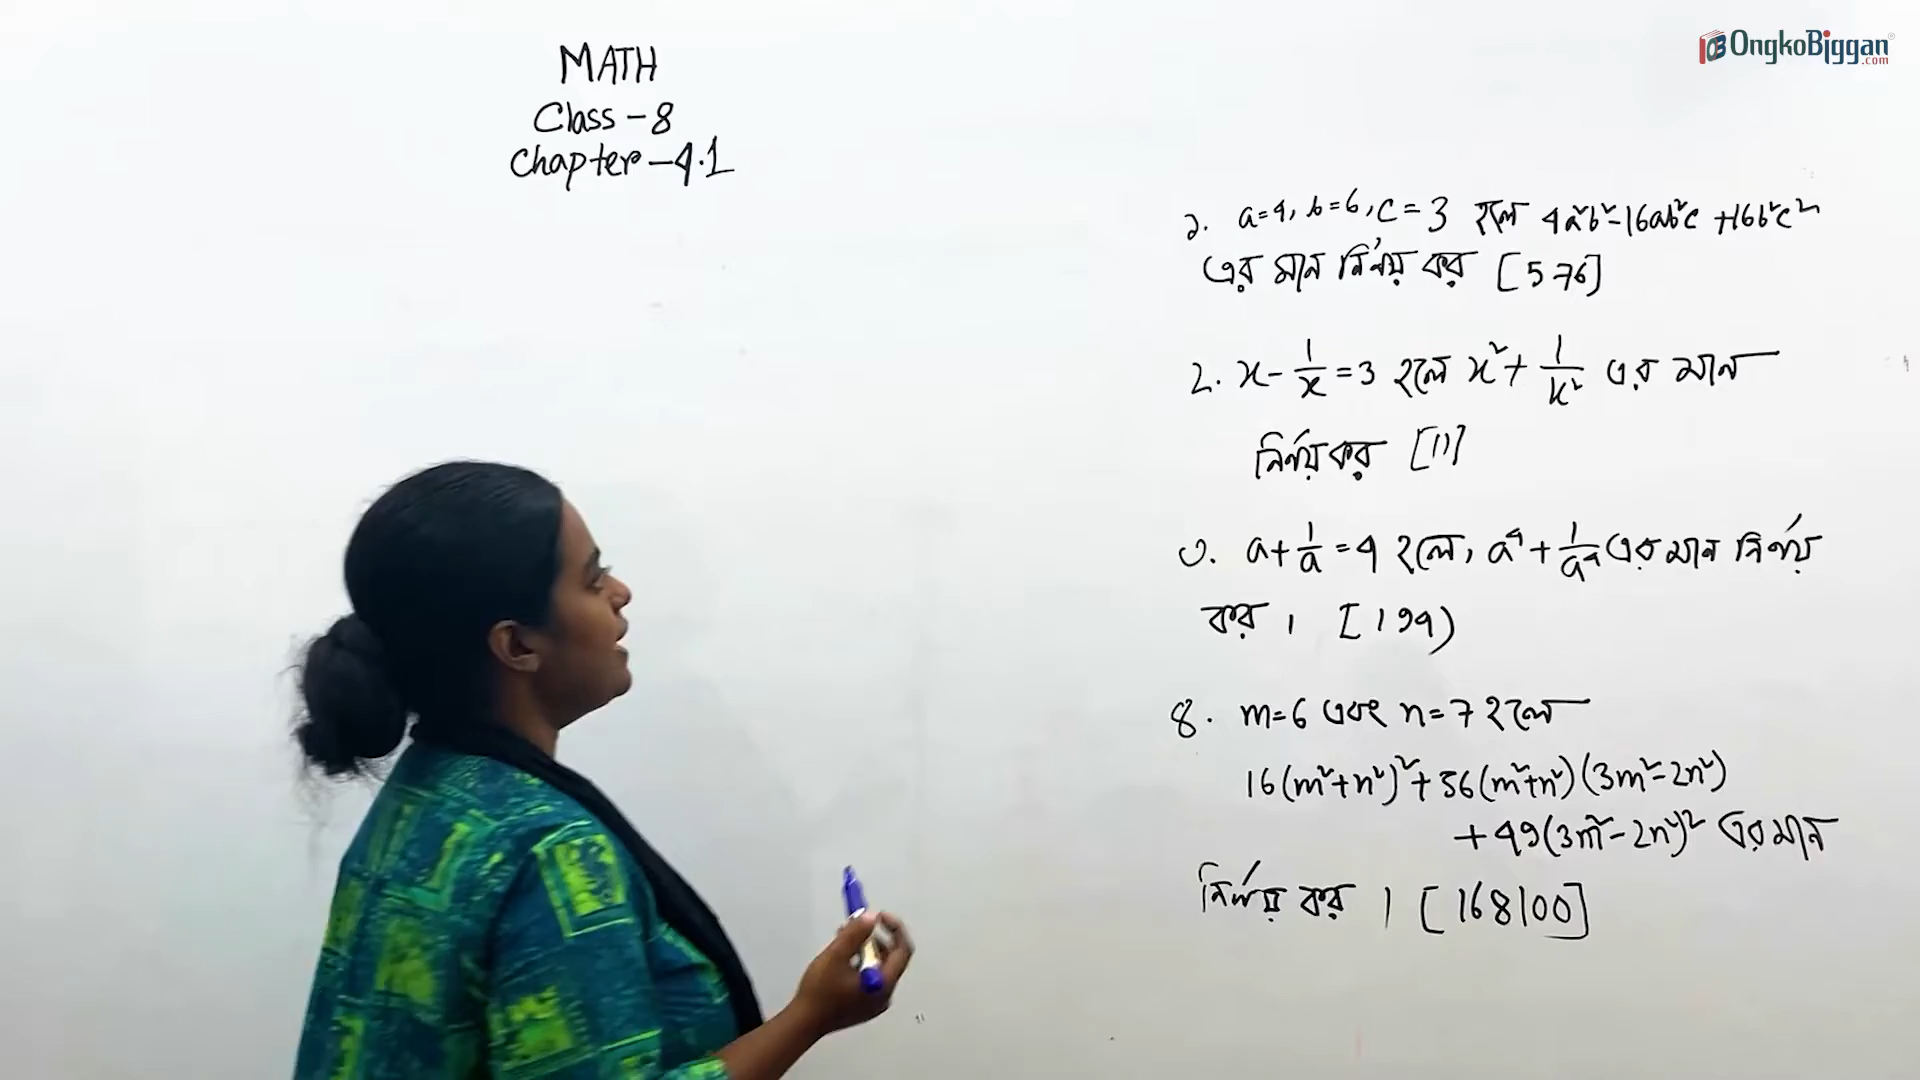 OngkoBiggan
.com
MATH
Class - 8
Chapter - 4.1
১. a=4, b=6, c=3 হলে 4a²b²-16ab²c +16b²c²
এর মান নির্ণয় কর [576]
২. x - 1/x = 3 হলে x² + 1/x² এর মান
নির্ণয় কর [11]
৩. a + 1/a = 4 হলে, a⁴ + 1/a⁴ এর মান নির্ণয়
কর । [194)
৪. m=6 এবং n=7 হলে
16(m²+n²)²+56(m²+n²)(3m²-2n²)
+49(3m²-2n²)² এর মান
নির্ণয় কর । [168100]